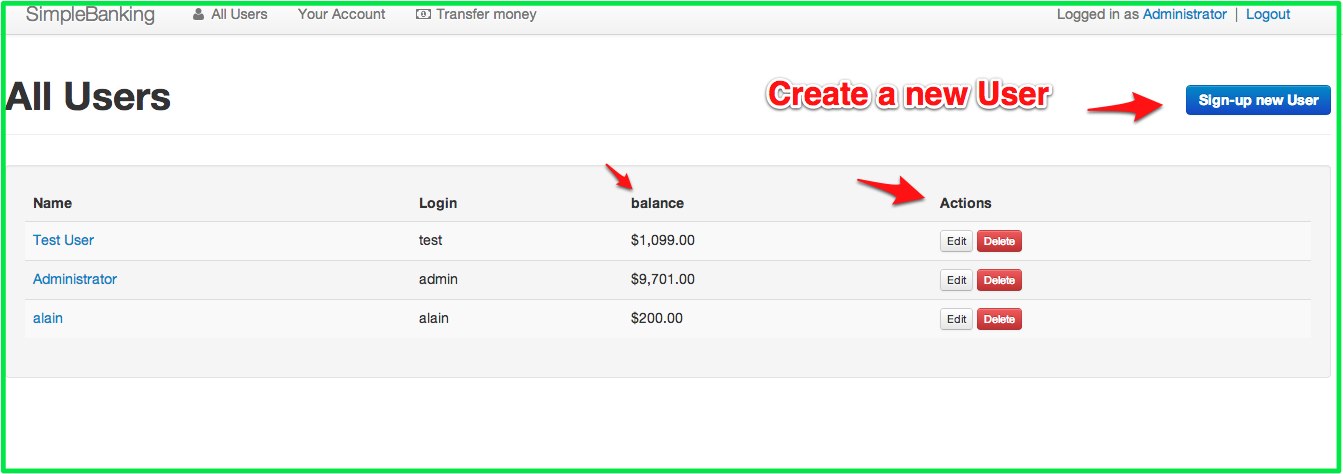 SimpleBanking All Users Your Account Transfer money Logged in as Administrator | Logout
All Users
Create a new User
Sign-up new User
Name Login balance Actions
Test User test $1,099.00 Edit Delete
Administrator admin $9,701.00 Edit Delete
alain alain $200.00 Edit Delete